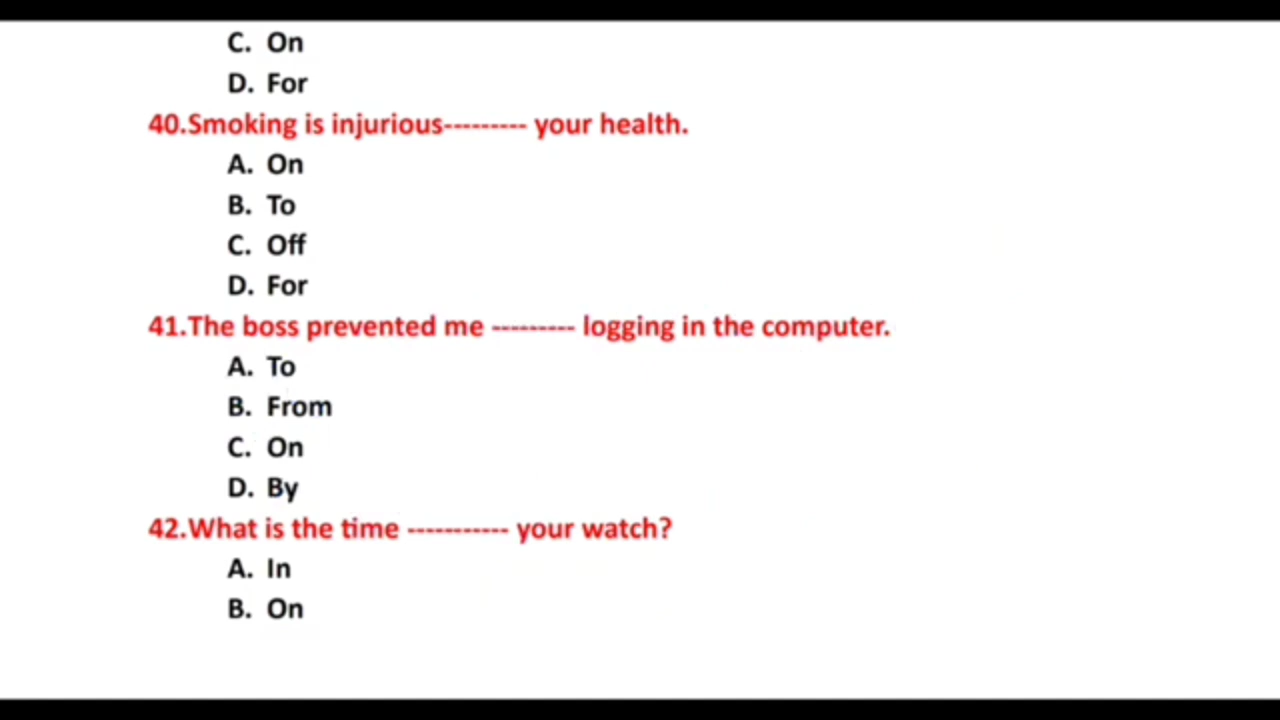 C. On
D. For
40.Smoking is injurious--------- your health.
A. On
B. To
C. Off
D. For
41.The boss prevented me --------- logging in the computer.
A. To
B. From
C. On
D. By
42.What is the time ----------- your watch?
A. In
B. On